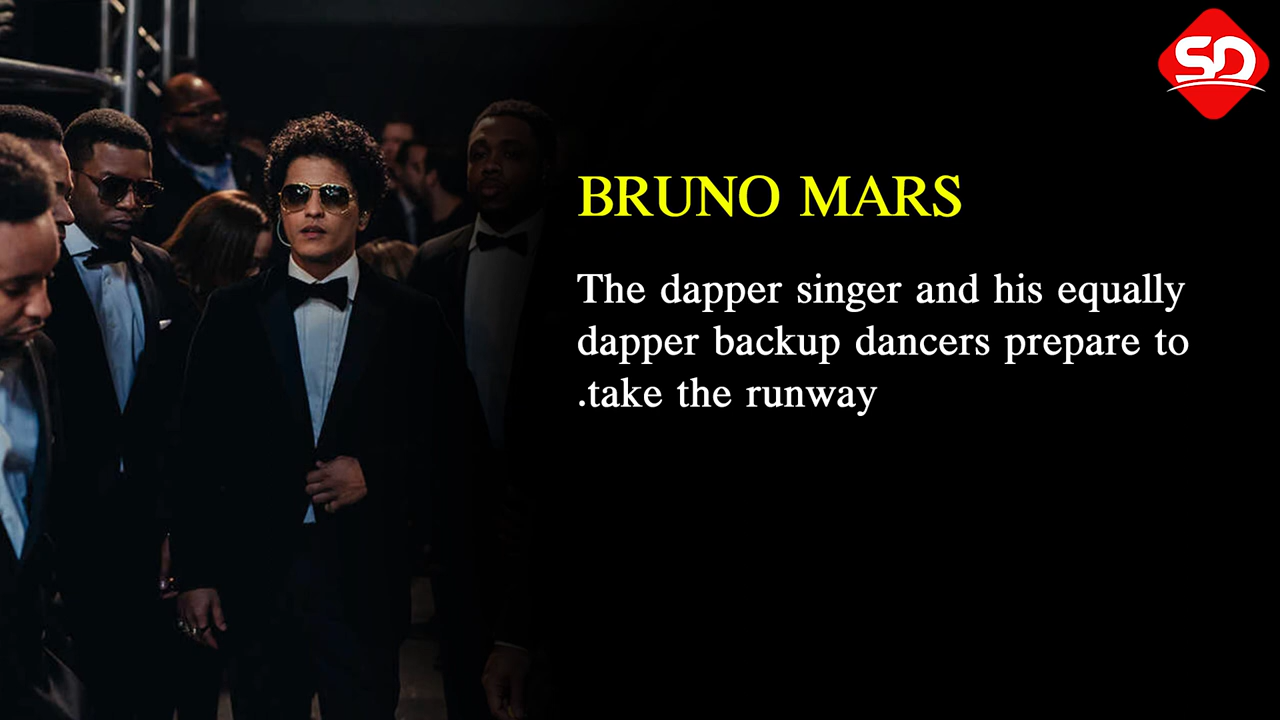 SD
BRUNO MARS
The dapper singer and his equally
dapper backup dancers prepare to
.take the runway